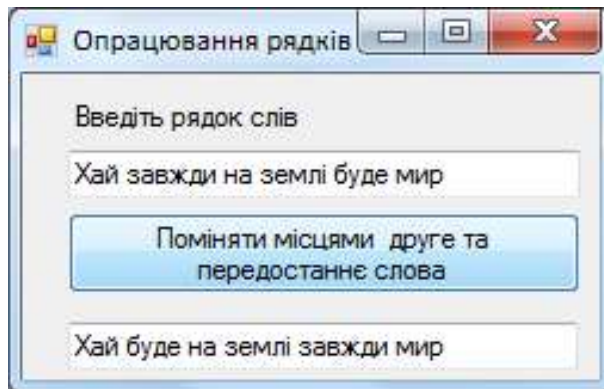 Опрацювання рядків
Введіть рядок слів
Хай завжди на землі буде мир
Поміняти місцями друге та
передостаннє слова
Хай буде на землі завжди мир